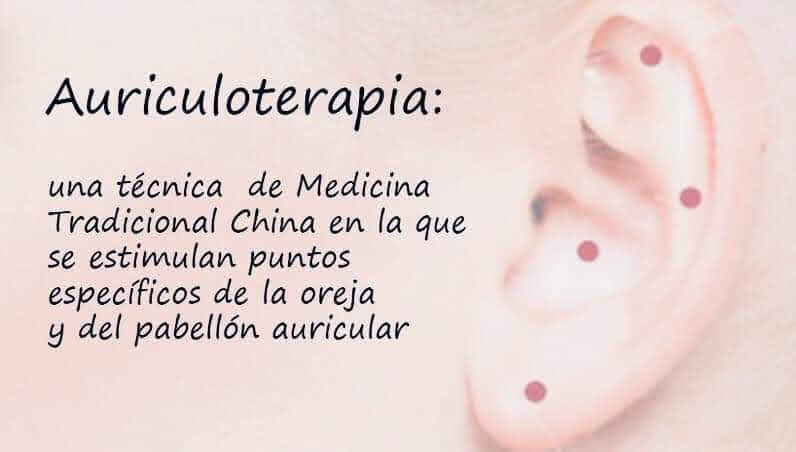 Auriculoterapia:
una técnica de Medicina
Tradicional China en la que
se estimulan puntos
específicos de la oreja
y del pabellón auricular